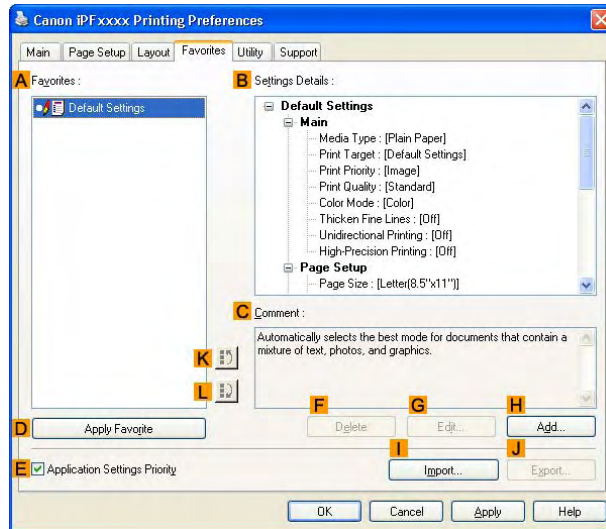 Canon iPFxxxx Printing Preferences
Main Page Setup Layout Favorites Utility Support
A Favorites :
Default Settings
B Settings Details :
Default Settings
Main
Media Type : [Plain Paper]
Print Target : [Default Settings]
Print Priority : [Image]
Print Quality : [Standard]
Color Mode : [Color]
Thicken Fine Lines : [Off]
Unidirectional Printing : [Off]
High-Precision Printing : [Off]
Page Setup
Page Size : [Letter(8.5"x11")]
C Comment :
Automatically selects the best mode for documents that contain a
mixture of text, photos, and graphics.
K
L
F G H
D Apply Favorite Delete Edit... Add...
I J
E Application Settings Priority Import... Export...
OK Cancel Apply Help